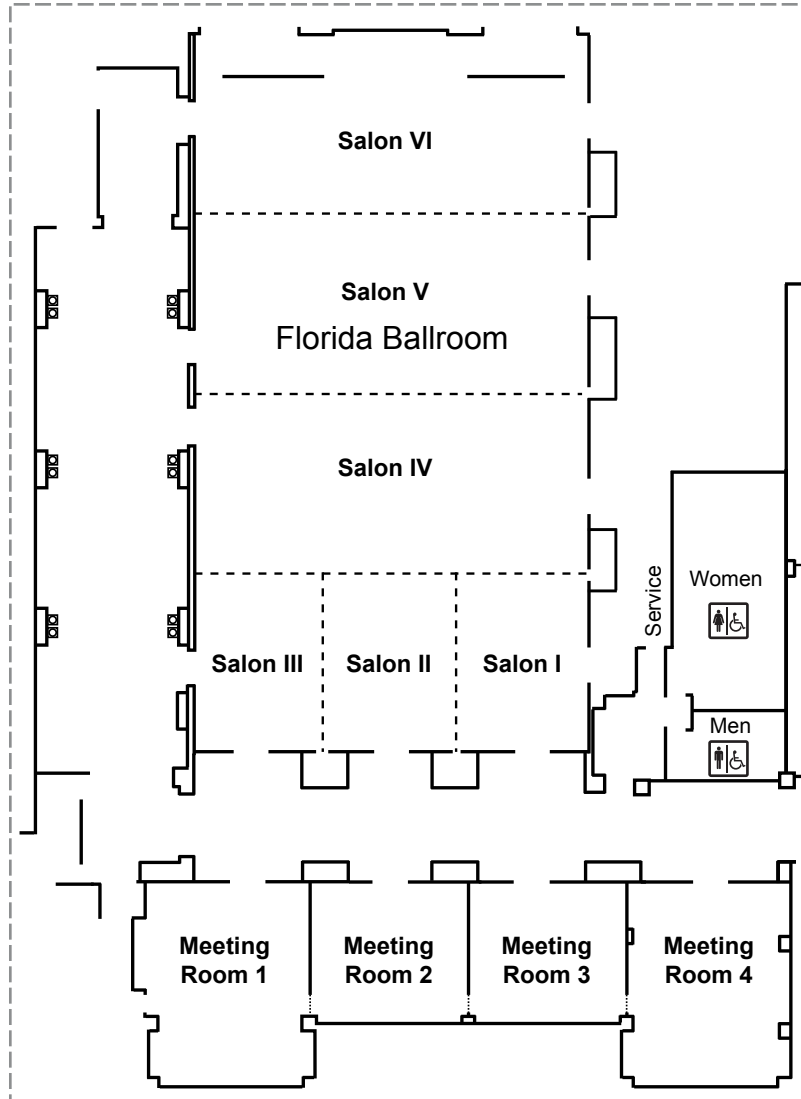 Salon VI
Salon V
Florida Ballroom
Salon IV
Service
Women
Salon III
Salon II
Salon I
Men
Meeting
Room 1
Meeting
Room 2
Meeting
Room 3
Meeting
Room 4